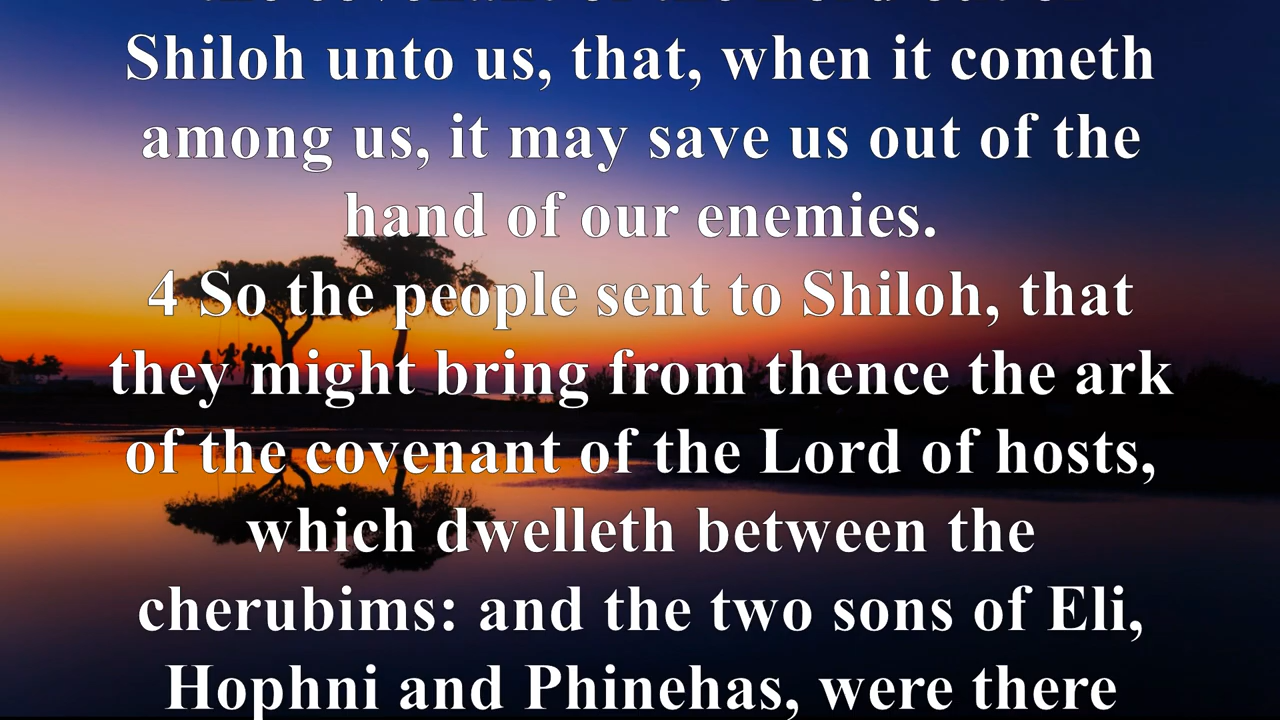 Shiloh unto us, that, when it cometh
among us, it may save us out of the
hand of our enemies.
4 So the people sent to Shiloh, that
they might bring from thence the ark
of the covenant of the Lord of hosts,
which dwelleth between the
cherubims: and the two sons of Eli,
Hophni and Phinehas, were there